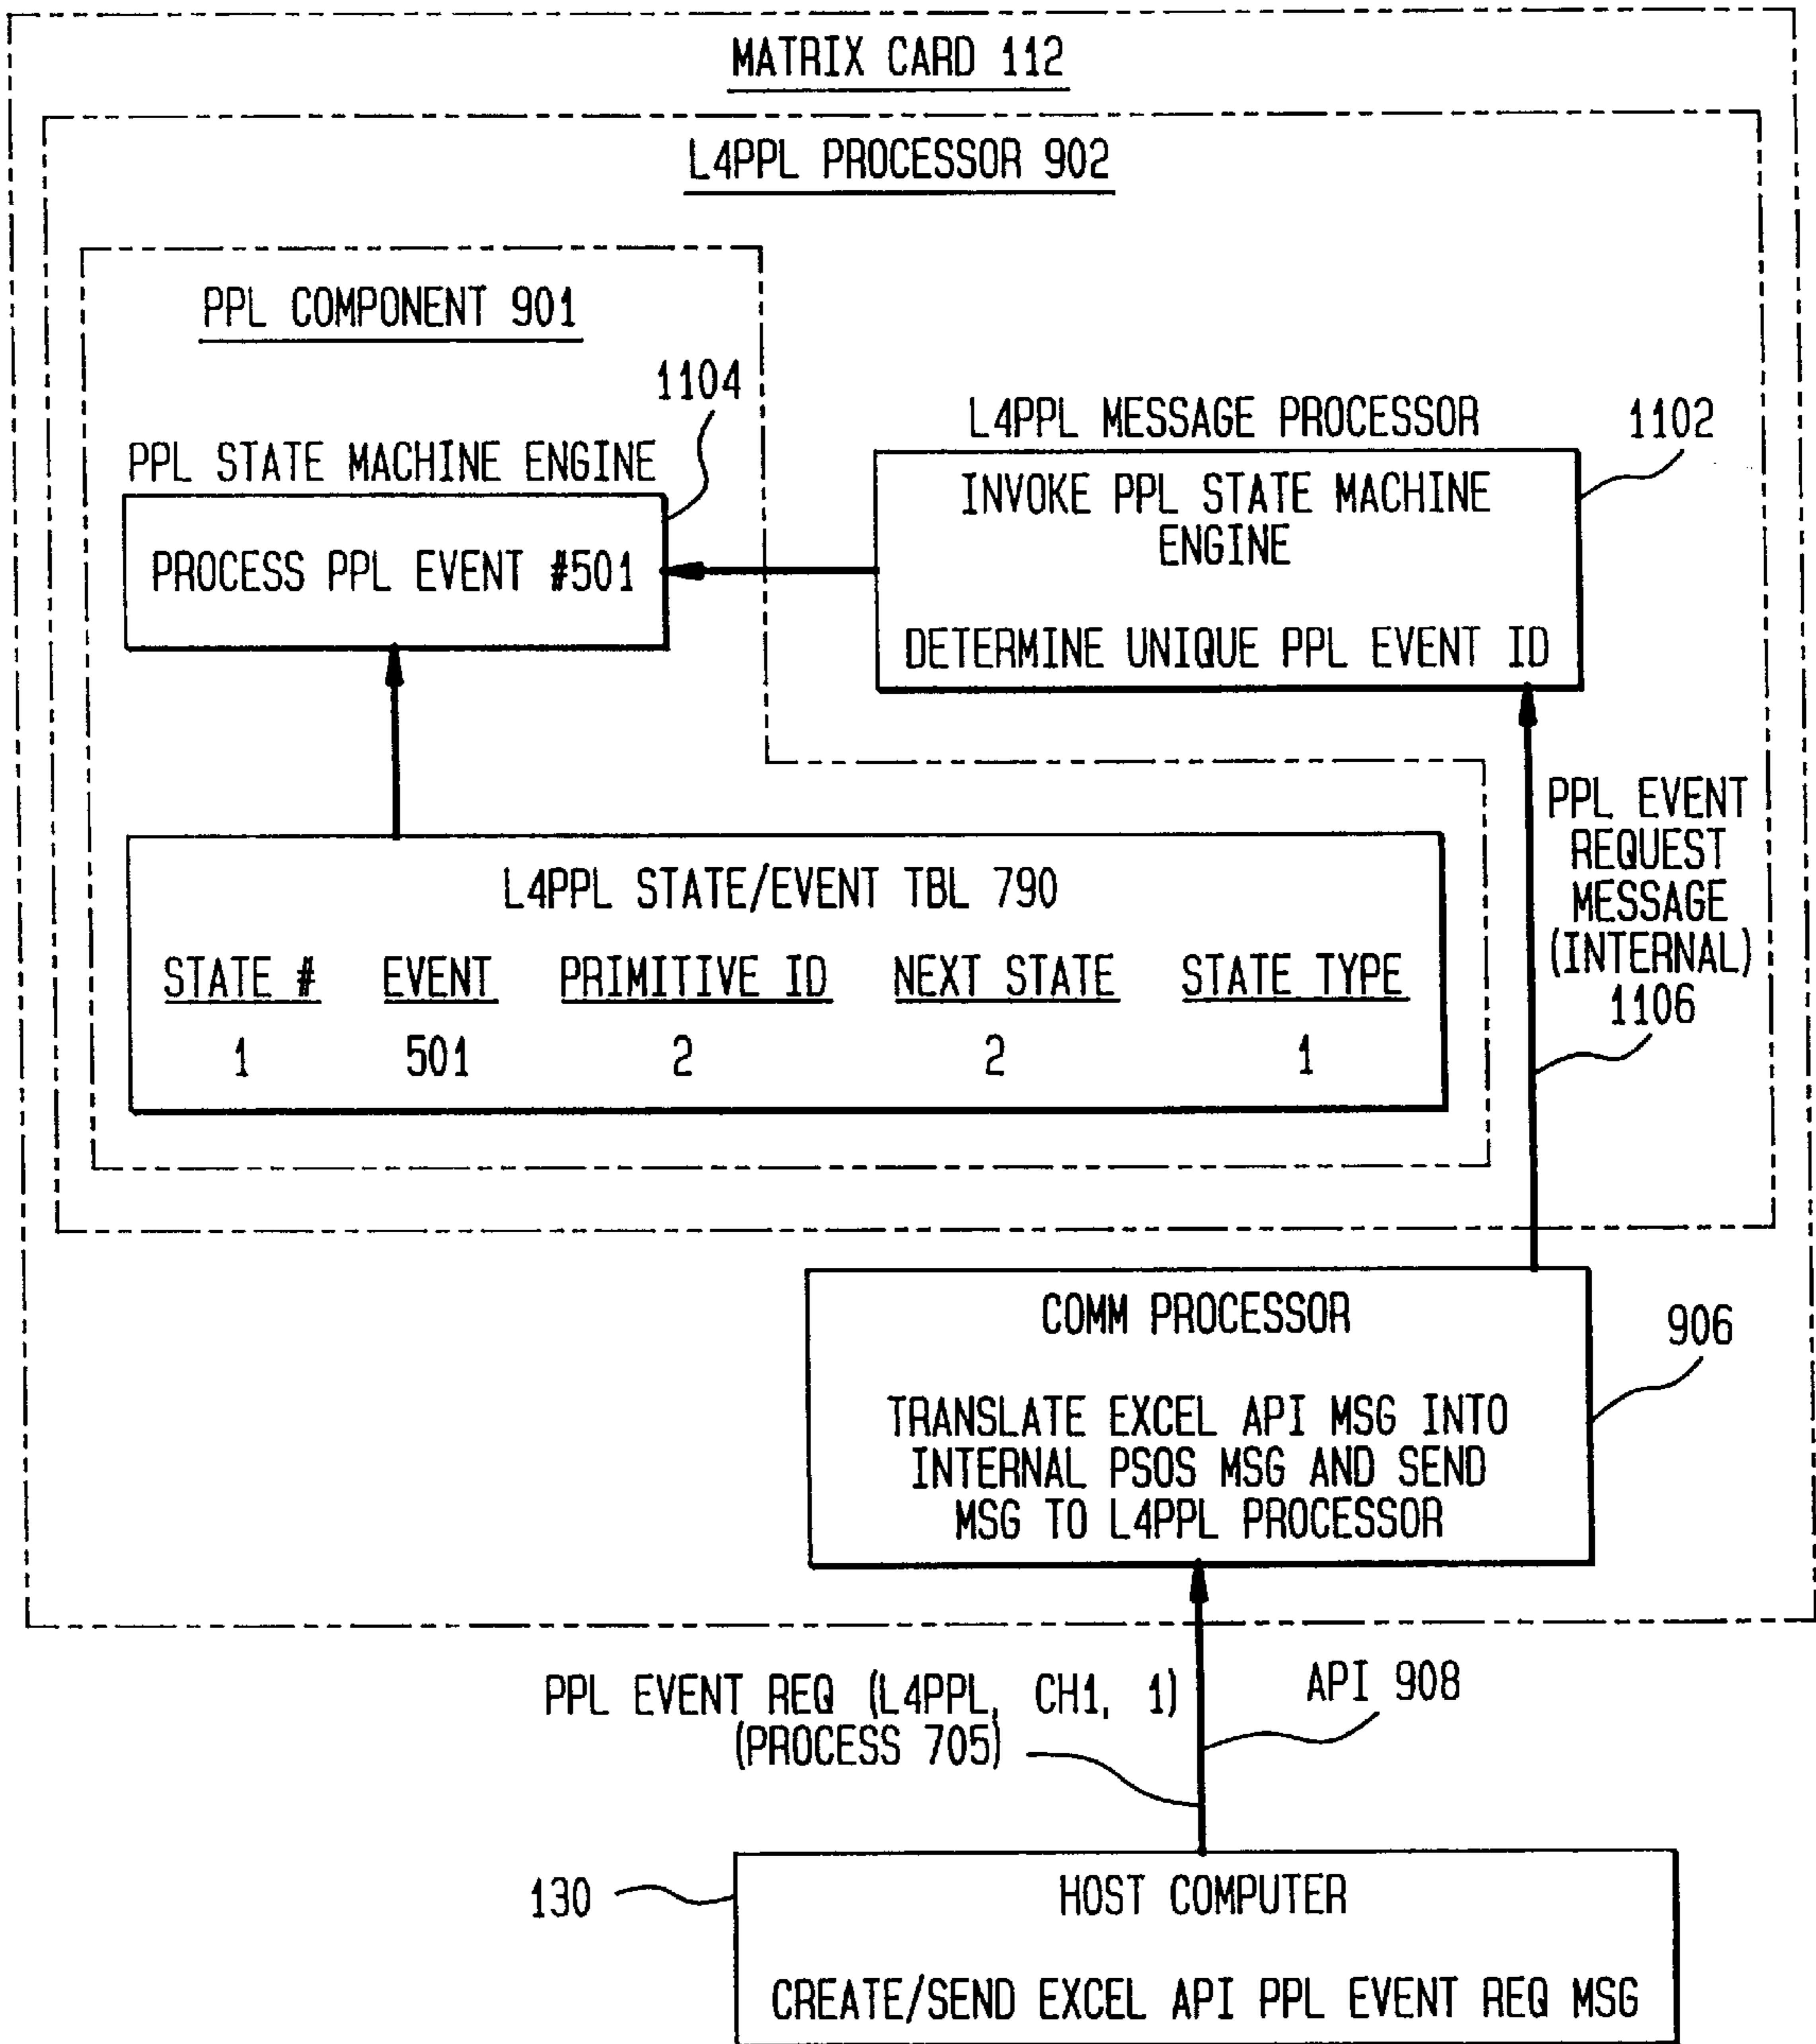 MATRIX CARD 112
L4PPL PROCESSOR 902
PPL COMPONENT 901
1104
PPL STATE MACHINE ENGINE
PROCESS PPL EVENT #501
L4PPL MESSAGE PROCESSOR
1102
INVOKE PPL STATE MACHINE
ENGINE
DETERMINE UNIQUE PPL EVENT ID
PPL EVENT
REQUEST
MESSAGE
(INTERNAL)
1106
L4PPL STATE/EVENT TBL 790
STATE # EVENT PRIMITIVE ID NEXT STATE STATE TYPE
1 501 2 2 1
COMM PROCESSOR
906
TRANSLATE EXCEL API MSG INTO
INTERNAL PSOS MSG AND SEND
MSG TO L4PPL PROCESSOR
PPL EVENT REQ (L4PPL, CH1, 1)
(PROCESS 705)
API 908
130
HOST COMPUTER
CREATE/SEND EXCEL API PPL EVENT REQ MSG